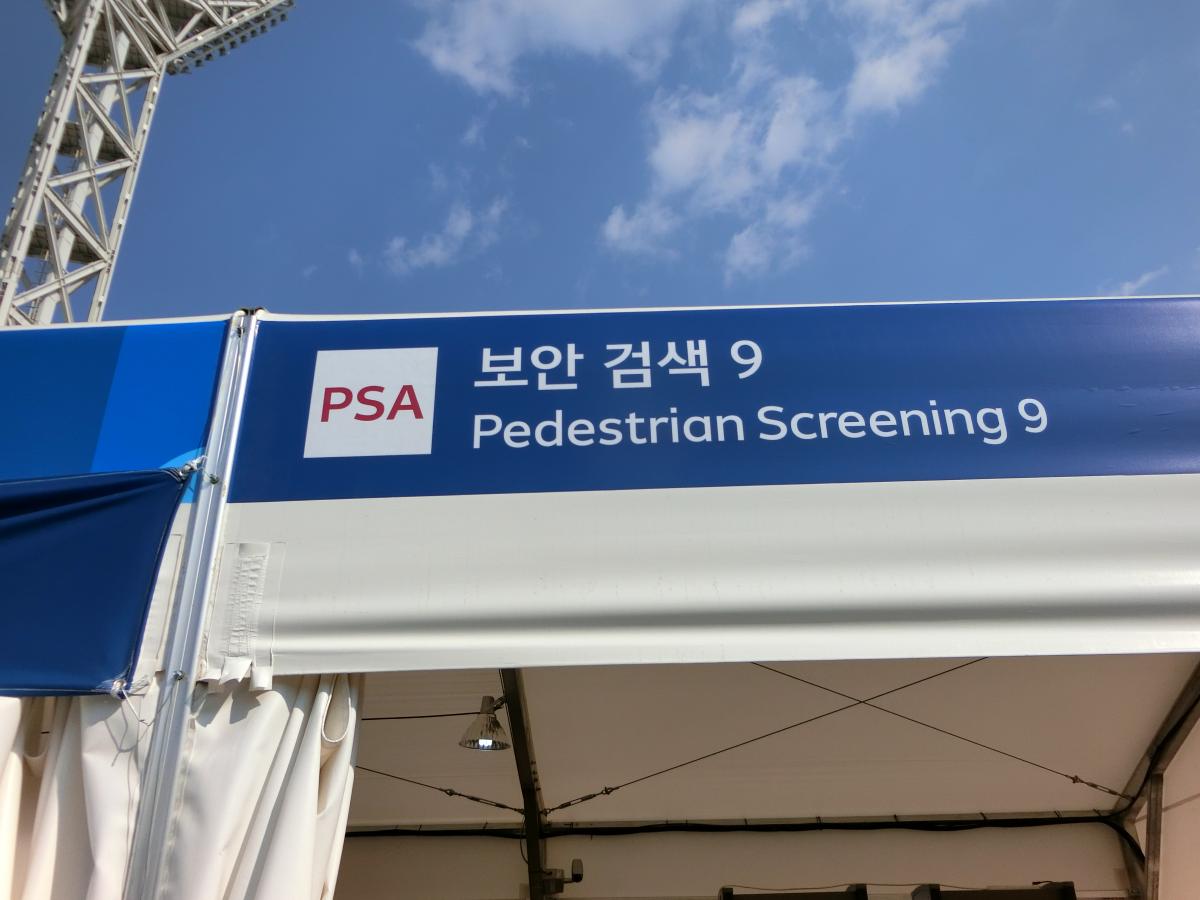 PSA
보안 검색 9
Pedestrian Screening 9